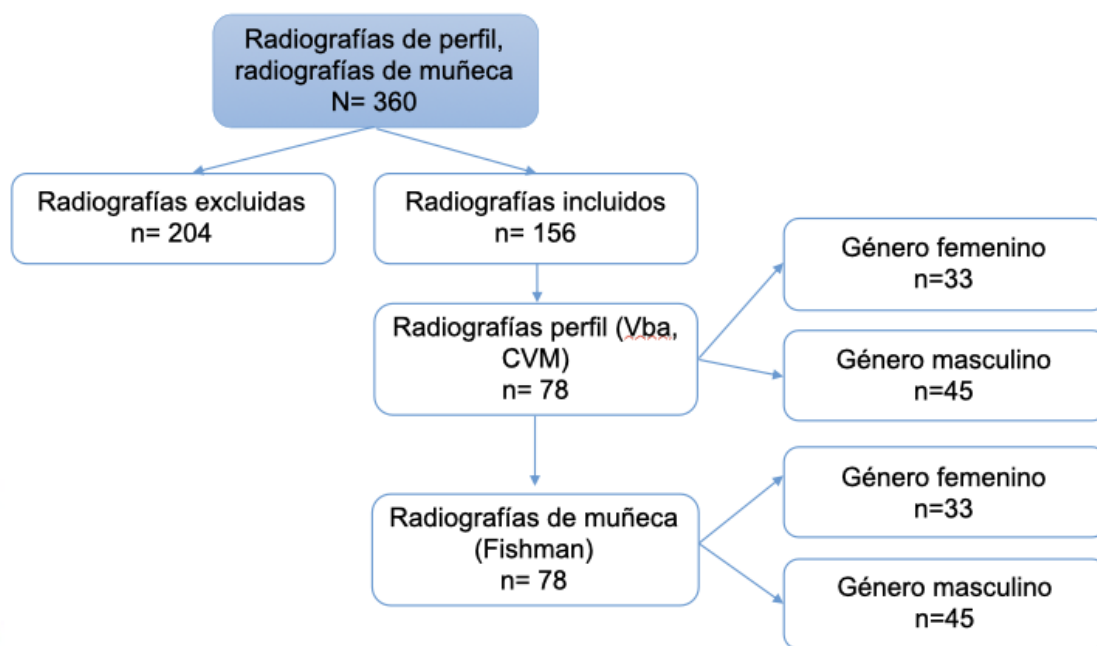 Radiografías de perfil,
radiografías de muñeca
N= 360
Radiografías excluidas
n= 204
Radiografías incluidos
n= 156
Radiografías perfil (Vba,
CVM)
n= 78
Género femenino
n=33
Género masculino
n=45
Radiografías de muñeca
(Fishman)
n= 78
Género femenino
n=33
Género masculino
n=45